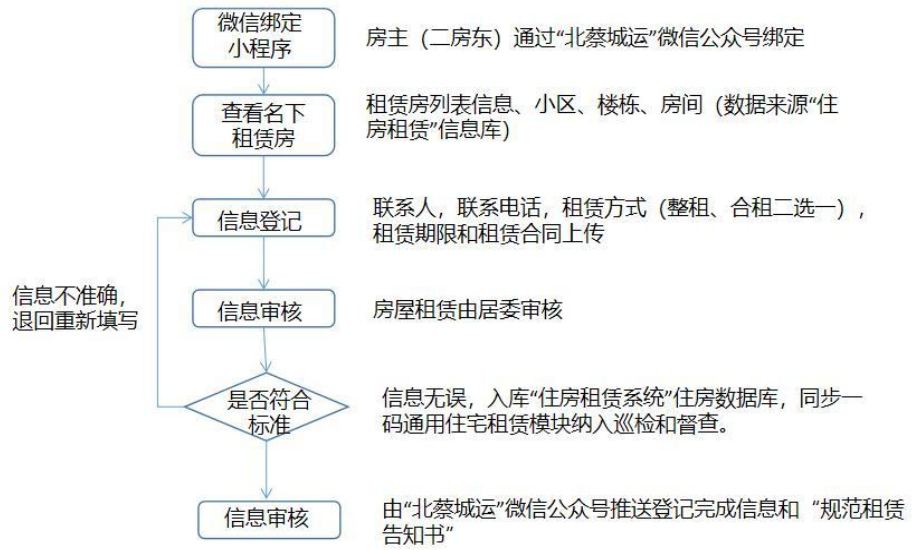 微信绑定
小程序
房主（二房东）通过“北蔡城运”微信公众号绑定
查看名下
租赁房
租赁房列表信息、小区、楼栋、房间（数据来源“住
房租赁”信息库）
信息登记
联系人，联系电话，租赁方式（整租、合租二选一），
租赁期限和租赁合同上传
信息不准确，
退回重新填写
信息审核
房屋租赁由居委审核
是否符合
标准
信息无误，入库“住房租赁系统”住房数据库，同步一
码通用住宅租赁模块纳入巡检和督查。
信息审核
由“北蔡城运”微信公众号推送登记完成信息和“规范租赁
告知书”